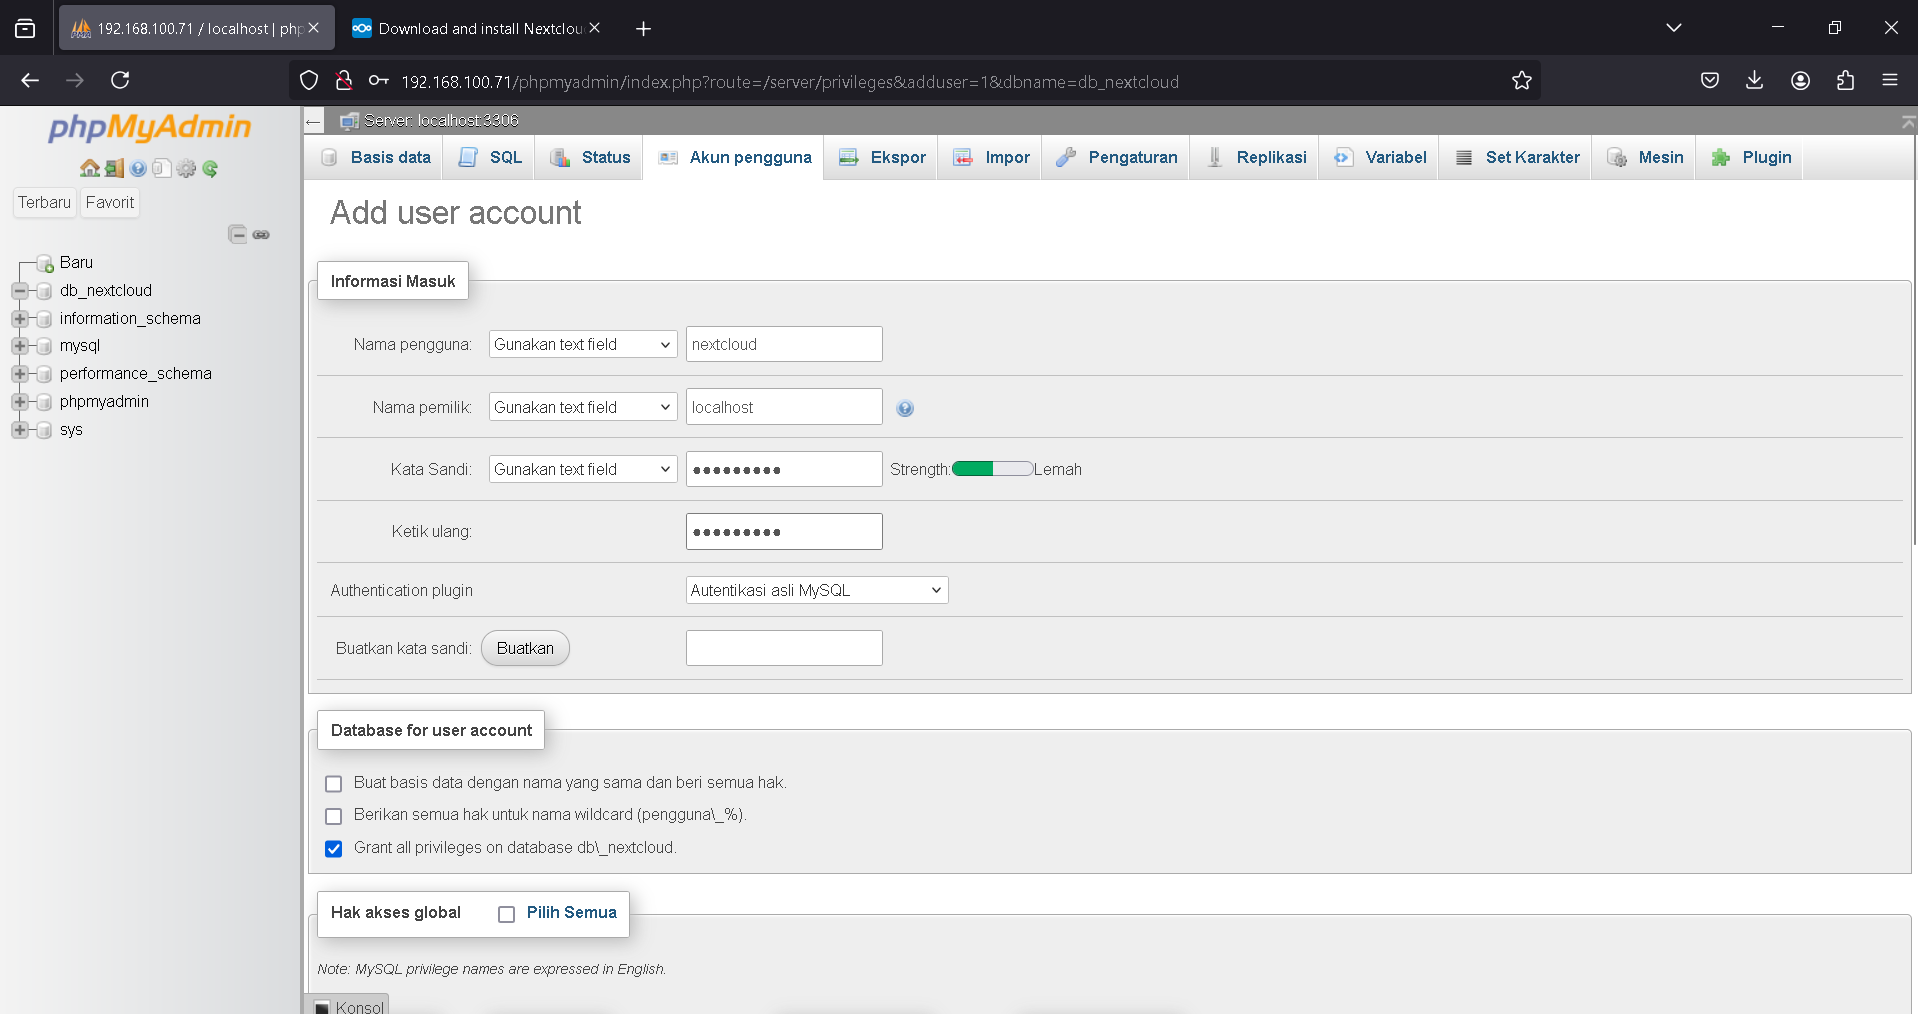 192.168.100.71 / localhost | php
Download and install Nextclou
192.168.100.71/phpmyadmin/index.php?route=/server/privileges&adduser=1&dbname=db_nextcloud
phpMyAdmin
Terbaru
Favorit
Baru
db_nextcloud
information_schema
mysql
performance_schema
phpmyadmin
sys
Server: localhost:3306
Basis data
SQL
Status
Akun pengguna
Ekspor
Impor
Pengaturan
Replikasi
Variabel
Set Karakter
Mesin
Plugin
Add user account
Informasi Masuk
Nama pengguna: Gunakan text field nextcloud
Nama pemilik: Gunakan text field localhost
Kata Sandi: Gunakan text field ●●●●●●●●● Strength: Lemah
Ketik ulang: ●●●●●●●●●
Authentication plugin Autentikasi asli MySQL
Buatkan kata sandi: Buatkan
Database for user account
Buat basis data dengan nama yang sama dan beri semua hak.
Berikan semua hak untuk nama wildcard (pengguna\_%).
Grant all privileges on database db\_nextcloud.
Hak akses global Pilih Semua
Note: MySQL privilege names are expressed in English.
Konsol